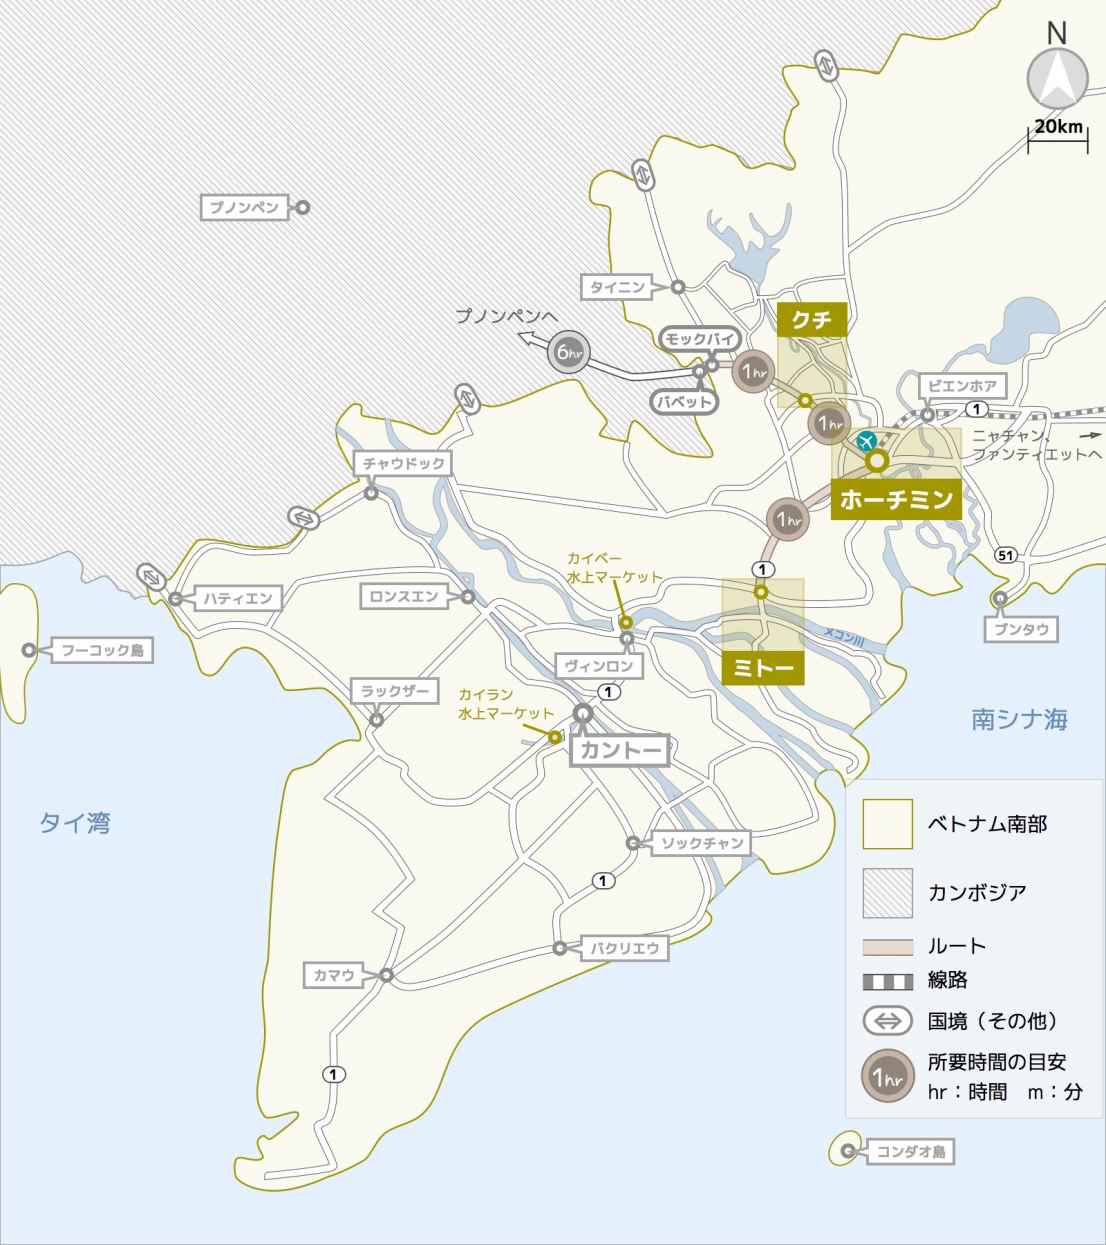 N
20km
プノンペン
タイニン
プノンペンへ
6hr
モックバイ
バベット
1hr
クチ
1hr
ビエンホア
1
ニャチャン、
ファンティエットへ
ホーチミン
チャウドック
1hr
51
カイベー
水上マーケット
1
ハティエン
ロンスエン
ブンタウ
メコン川
フーコック島
ヴィンロン
ミトー
ラックザー
カイラン
水上マーケット
1
カントー
南シナ海
タイ湾
ソックチャン
1
バクリエウ
カマウ
1
ベトナム南部
カンボジア
ルート
線路
国境（その他）
1hr
所要時間の目安
hr：時間　m：分
コンダオ島